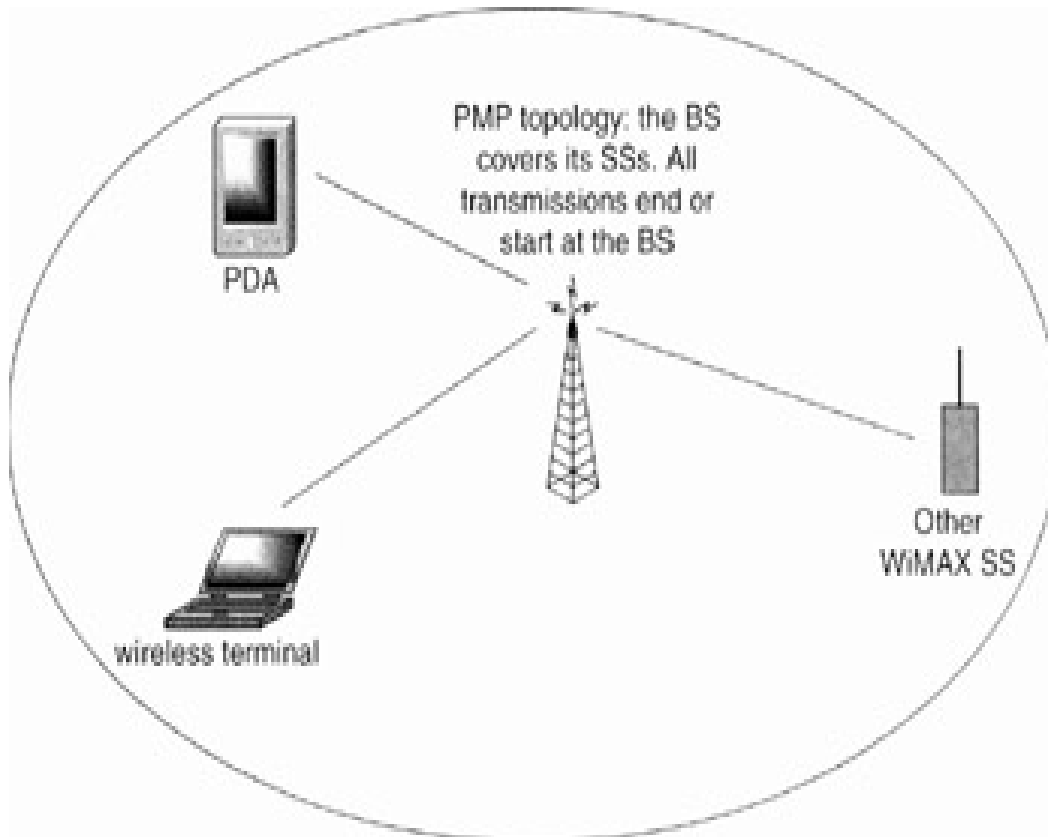 PMP topology: the BS
covers its SSs. All
transmissions end or
start at the BS
PDA
Other
WiMAX SS
wireless terminal